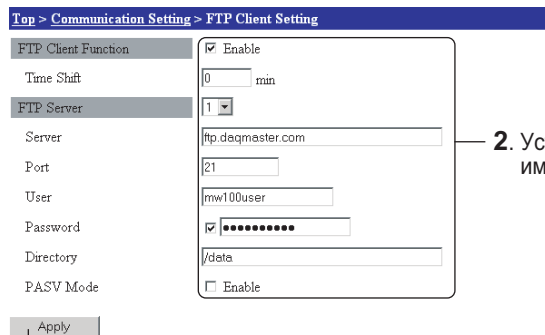 Top > Communication Setting > FTP Client Setting
FTP Client Function Enable
Time Shift 0 min
FTP Server 1
Server ftp.daqmaster.com
Port 21
User mw100user
Password ●●●●●●●●●●
Directory /data
PASV Mode Enable
Apply
2. Ус
им